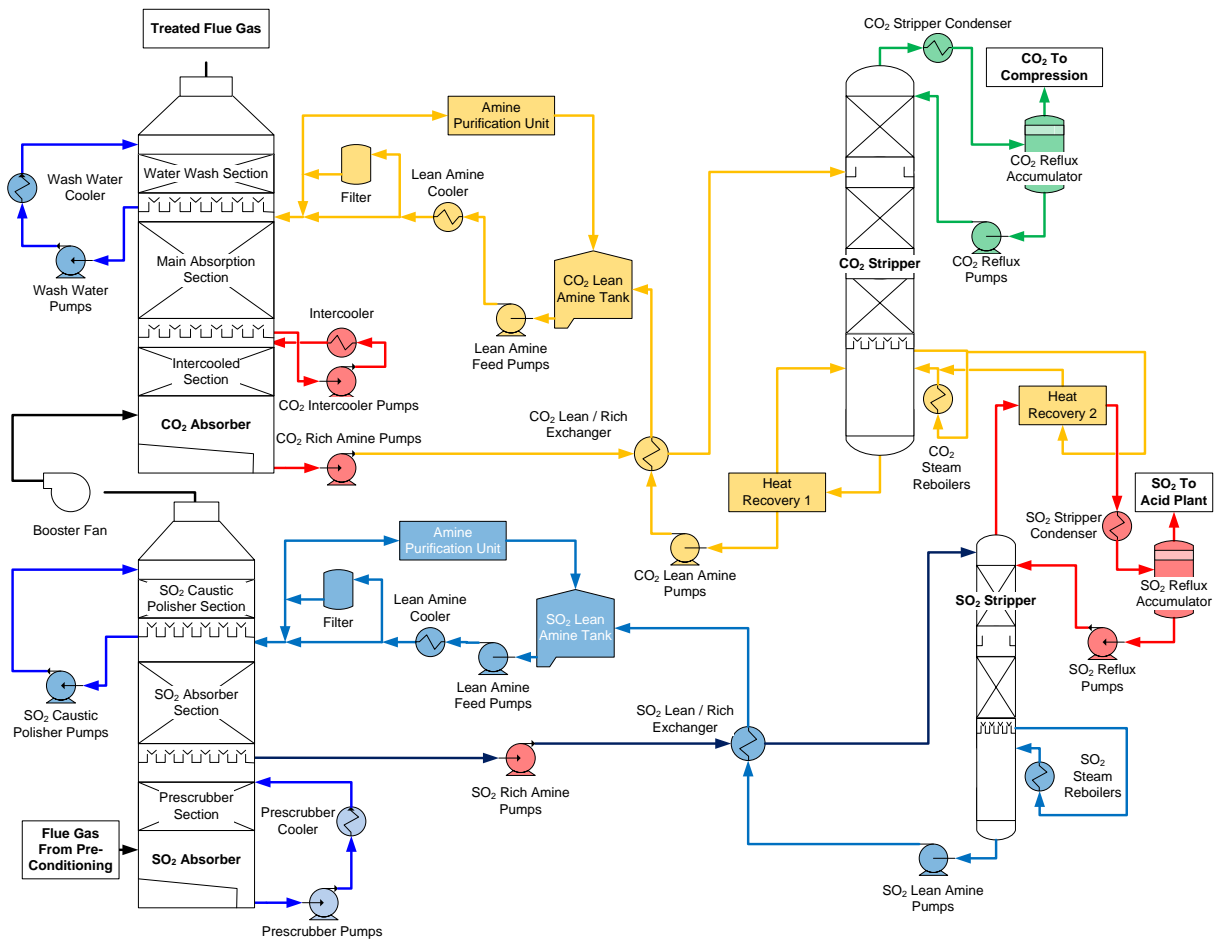 Treated Flue Gas
CO₂ Stripper Condenser
CO₂ To
Compression
Amine
Purification Unit
Water Wash Section
Wash Water
Cooler
Filter
Lean Amine
Cooler
CO₂ Reflux
Accumulator
Main Absorption
Section
Wash Water
Pumps
CO₂ Lean
Amine Tank
CO₂ Stripper
CO₂ Reflux
Pumps
Intercooler
Lean Amine
Feed Pumps
Intercooled
Section
CO₂ Intercooler Pumps
CO₂ Absorber
CO₂ Rich Amine Pumps
CO₂ Lean / Rich
Exchanger
CO₂
Steam
Reboilers
Heat
Recovery 2
Heat
Recovery 1
SO₂ To
Acid Plant
Booster Fan
SO₂ Stripper
Condenser
Amine
Purification Unit
CO₂ Lean Amine
Pumps
SO₂ Caustic
Polisher Section
Filter
Lean Amine
Cooler
SO₂ Lean
Amine Tank
SO₂ Stripper
SO₂ Reflux
Accumulator
SO₂ Absorber
Section
SO₂ Caustic
Polisher Pumps
Lean Amine
Feed Pumps
SO₂ Reflux
Pumps
SO₂ Lean / Rich
Exchanger
SO₂ Rich Amine
Pumps
SO₂
Steam
Reboilers
Prescrubber
Section
Prescrubber
Cooler
Flue Gas
From Pre-
Conditioning
SO₂ Absorber
SO₂ Lean Amine
Pumps
Prescrubber Pumps